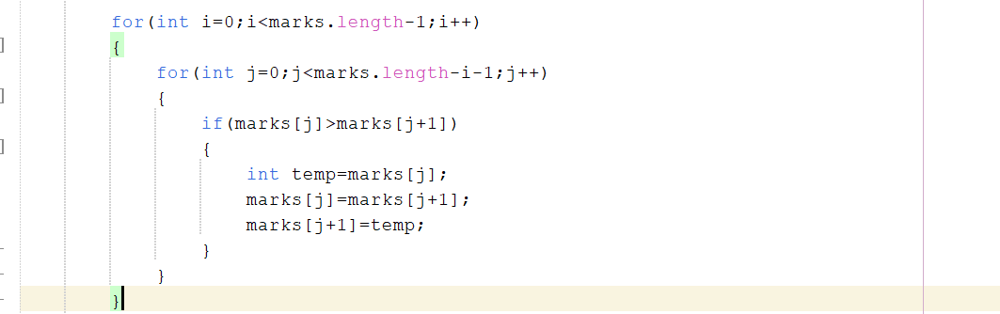 for(int i=0;i<marks.length-1;i++)
{
for(int j=0;j<marks.length-i-1;j++)
{
if(marks[j]>marks[j+1])
{
int temp=marks[j];
marks[j]=marks[j+1];
marks[j+1]=temp;
}
}
}